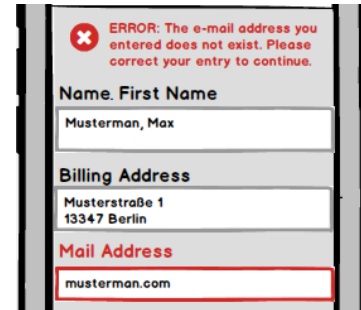 ERROR: The e-mail address you
entered does not exist. Please
correct your entry to continue.
Name. First Name
Musterman, Max
Billing Address
Musterstraße 1
13347 Berlin
Mail Address
musterman.com